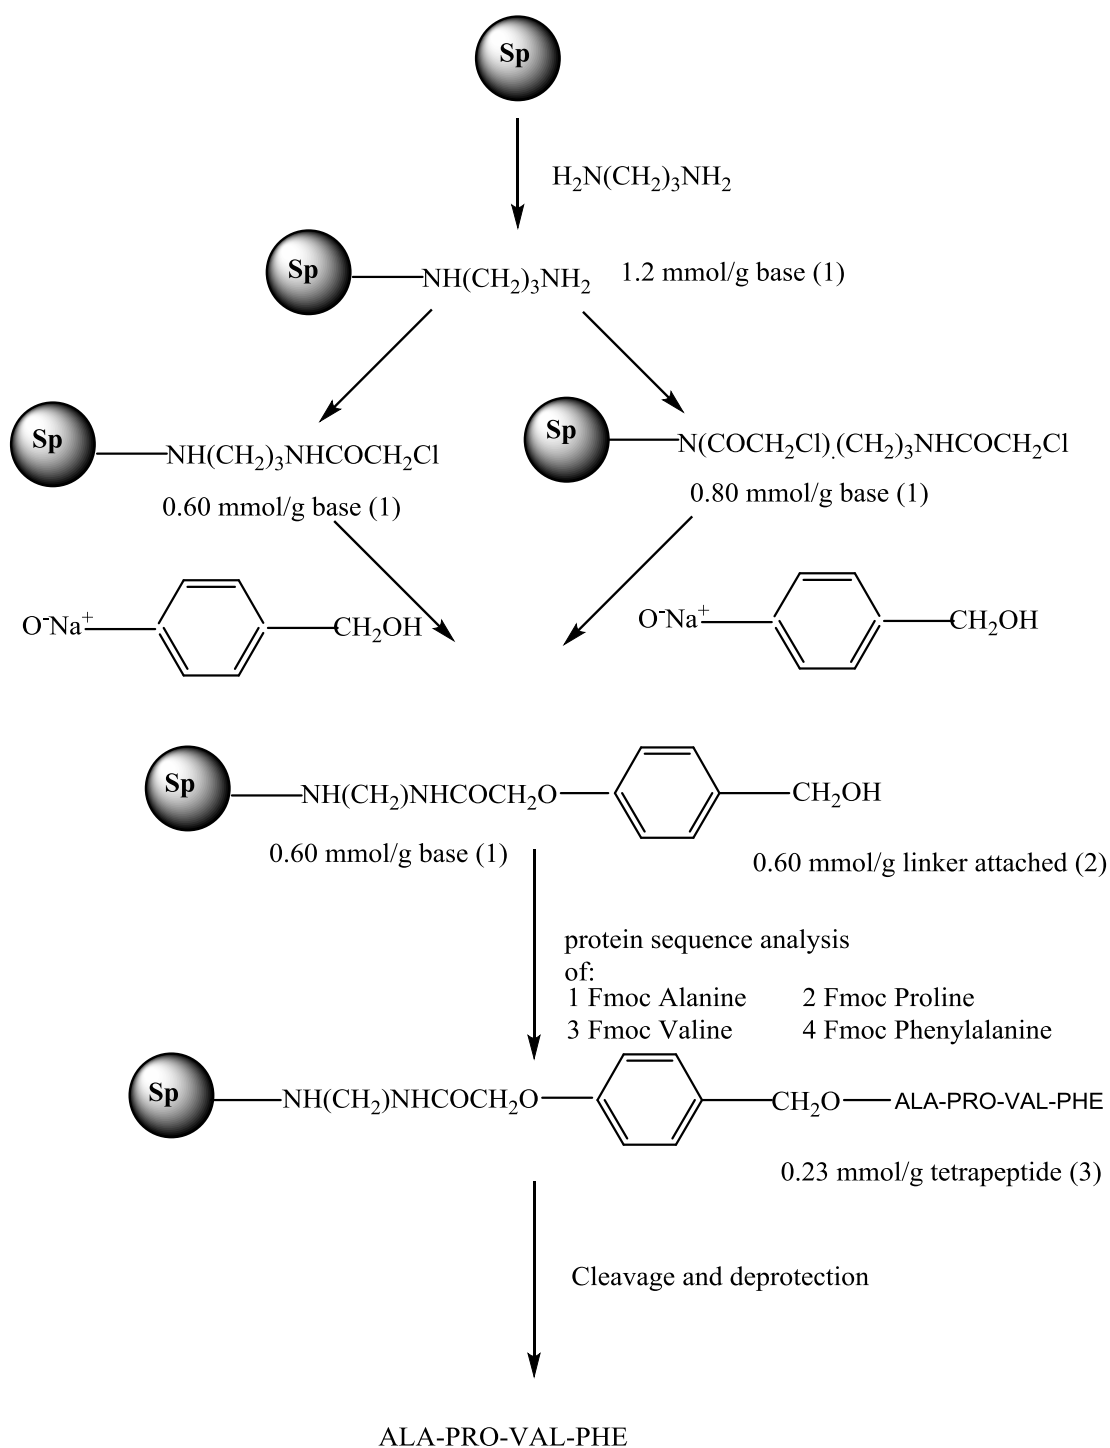 Sp
H₂N(CH₂)₃NH₂
Sp NH(CH₂)₃NH₂ 1.2 mmol/g base (1)
Sp NH(CH₂)₃NHCOCH₂Cl
0.60 mmol/g base (1)
Sp N(COCH₂Cl).(CH₂)₃NHCOCH₂Cl
0.80 mmol/g base (1)
O⁻Na⁺ CH₂OH
O⁻Na⁺ CH₂OH
Sp NH(CH₂)NHCOCH₂O CH₂OH
0.60 mmol/g base (1)
0.60 mmol/g linker attached (2)
protein sequence analysis
of:
1 Fmoc Alanine 2 Fmoc Proline
3 Fmoc Valine 4 Fmoc Phenylalanine
Sp NH(CH₂)NHCOCH₂O CH₂O ALA-PRO-VAL-PHE
0.23 mmol/g tetrapeptide (3)
Cleavage and deprotection
ALA-PRO-VAL-PHE